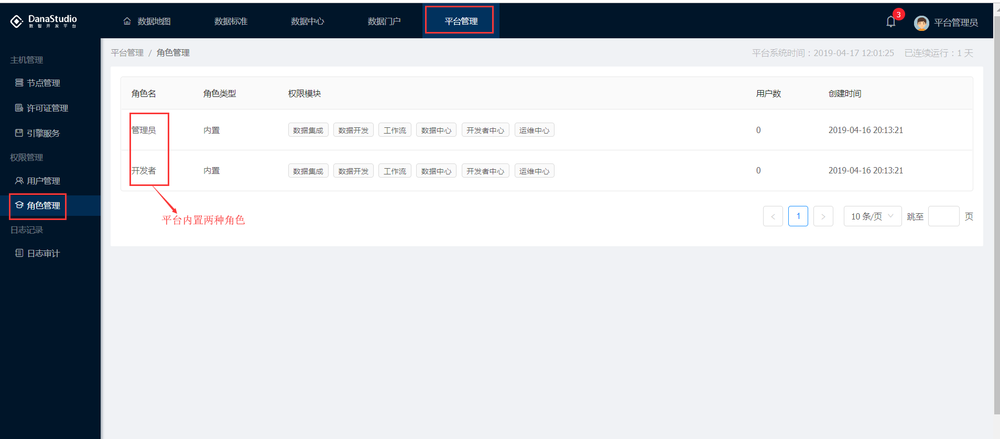 DanaStudio
数智开发平台
数据地图
数据标准
数据中心
数据门户
平台管理
3
平台管理员
主机管理
节点管理
许可证管理
引擎服务
权限管理
用户管理
角色管理
日志记录
日志审计
平台管理 / 角色管理
平台系统时间：2019-04-17 12:01:25 已连续运行：1 天
角色名 角色类型 权限模块 用户数 创建时间
管理员 内置 数据集成 数据开发 工作流 数据中心 开发者中心 运维中心 0 2019-04-16 20:13:21
开发者 内置 数据集成 数据开发 工作流 数据中心 开发者中心 运维中心 0 2019-04-16 20:13:21
平台内置两种角色
< 1 > 10 条/页 跳至 页